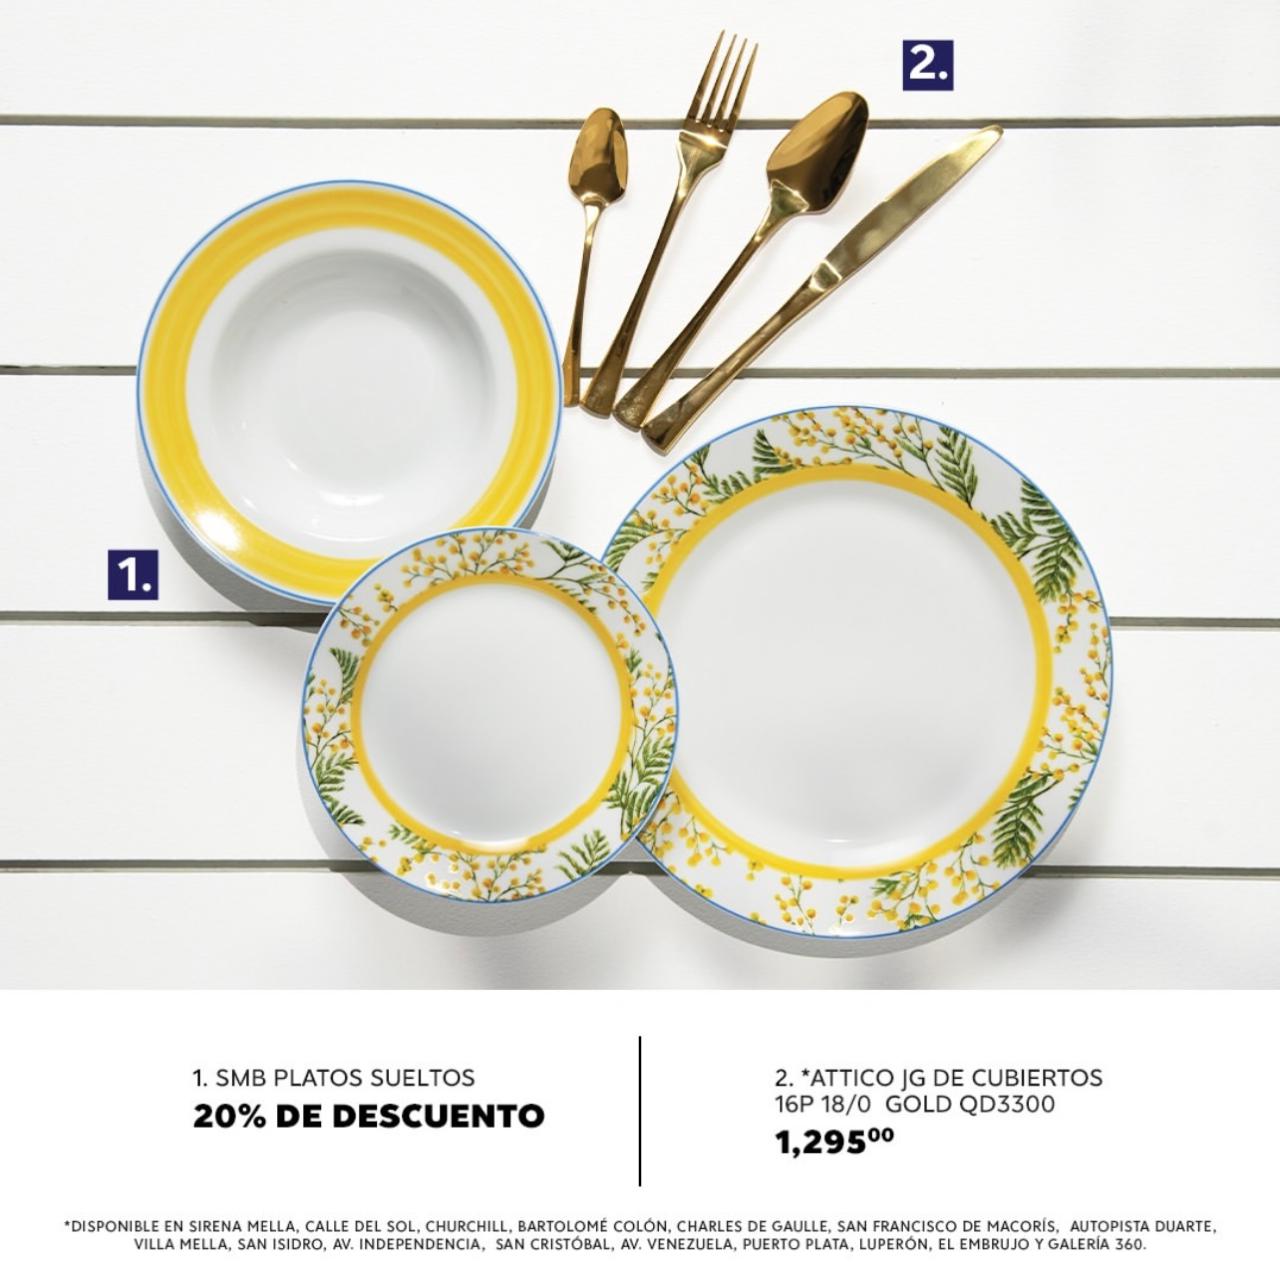 2.
1.
1. SMB PLATOS SUELTOS
20% DE DESCUENTO
2. *ATTICO JG DE CUBIERTOS
16P 18/0 GOLD QD3300
1,295⁰⁰
*DISPONIBLE EN SIRENA MELLA, CALLE DEL SOL, CHURCHILL, BARTOLOMÉ COLÓN, CHARLES DE GAULLE, SAN FRANCISCO DE MACORÍS, AUTOPISTA DUARTE,
VILLA MELLA, SAN ISIDRO, AV. INDEPENDENCIA, SAN CRISTÓBAL, AV. VENEZUELA, PUERTO PLATA, LUPERÓN, EL EMBRUJO Y GALERÍA 360.